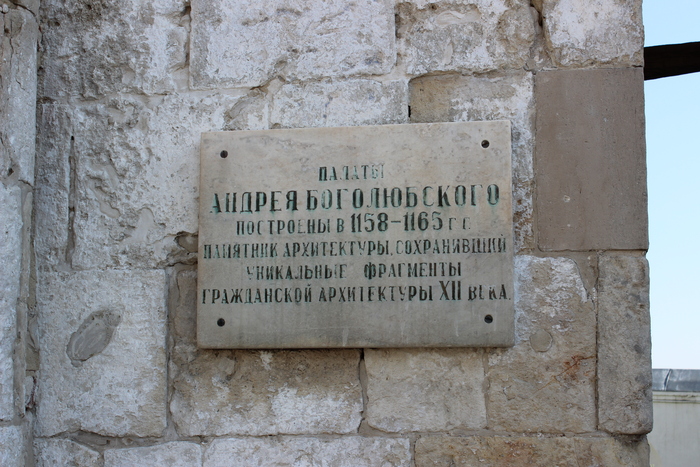 ПАЛАТЫ
АНДРЕЯ БОГОЛЮБСКОГО
ПОСТРОЕНЫ В 1158-1165 Г Г.
ПАМЯТНИК АРХИТЕКТУРЫ, СОХРАНИВШИЙ
УНИКАЛЬНЫЕ ФРАГМЕНТЫ
ГРАЖДАНСКОЙ АРХИТЕКТУРЫ XII ВЕКА.